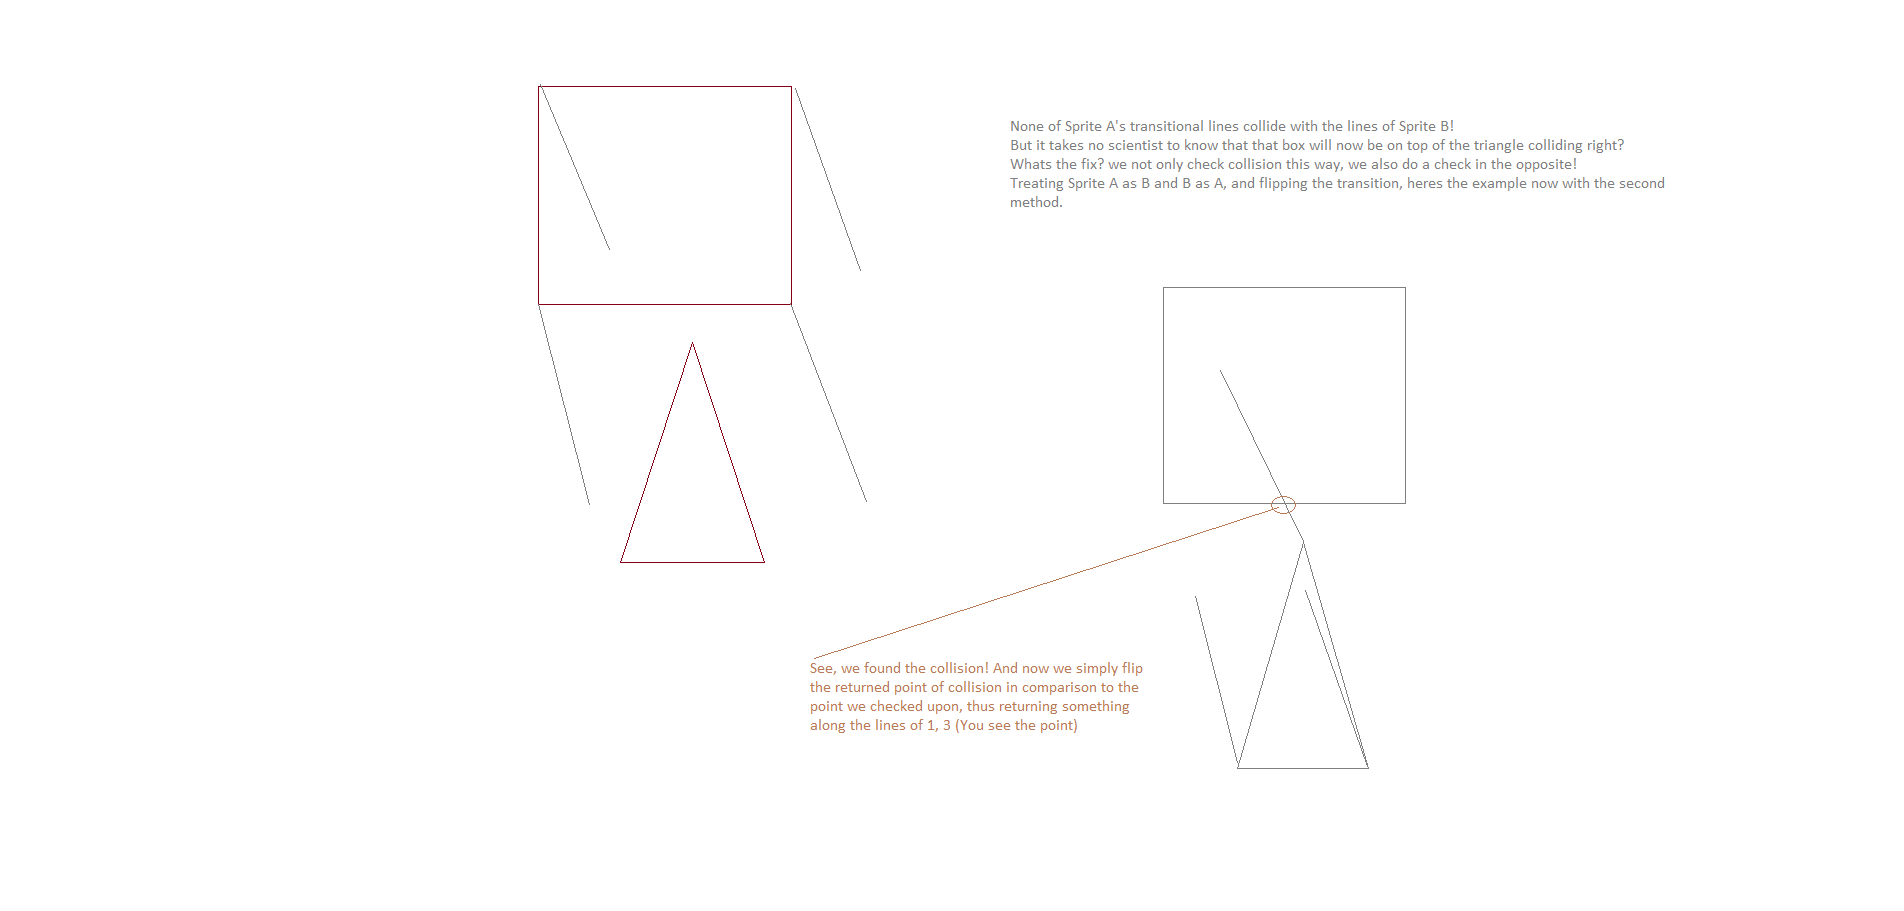 None of Sprite A's transitional lines collide with the lines of Sprite B!
But it takes no scientist to know that that box will now be on top of the triangle colliding right?
Whats the fix? we not only check collision this way, we also do a check in the opposite!
Treating Sprite A as B and B as A, and flipping the transition, heres the example now with the second
method.
See, we found the collision! And now we simply flip
the returned point of collision in comparison to the
point we checked upon, thus returning something
along the lines of 1, 3 (You see the point)